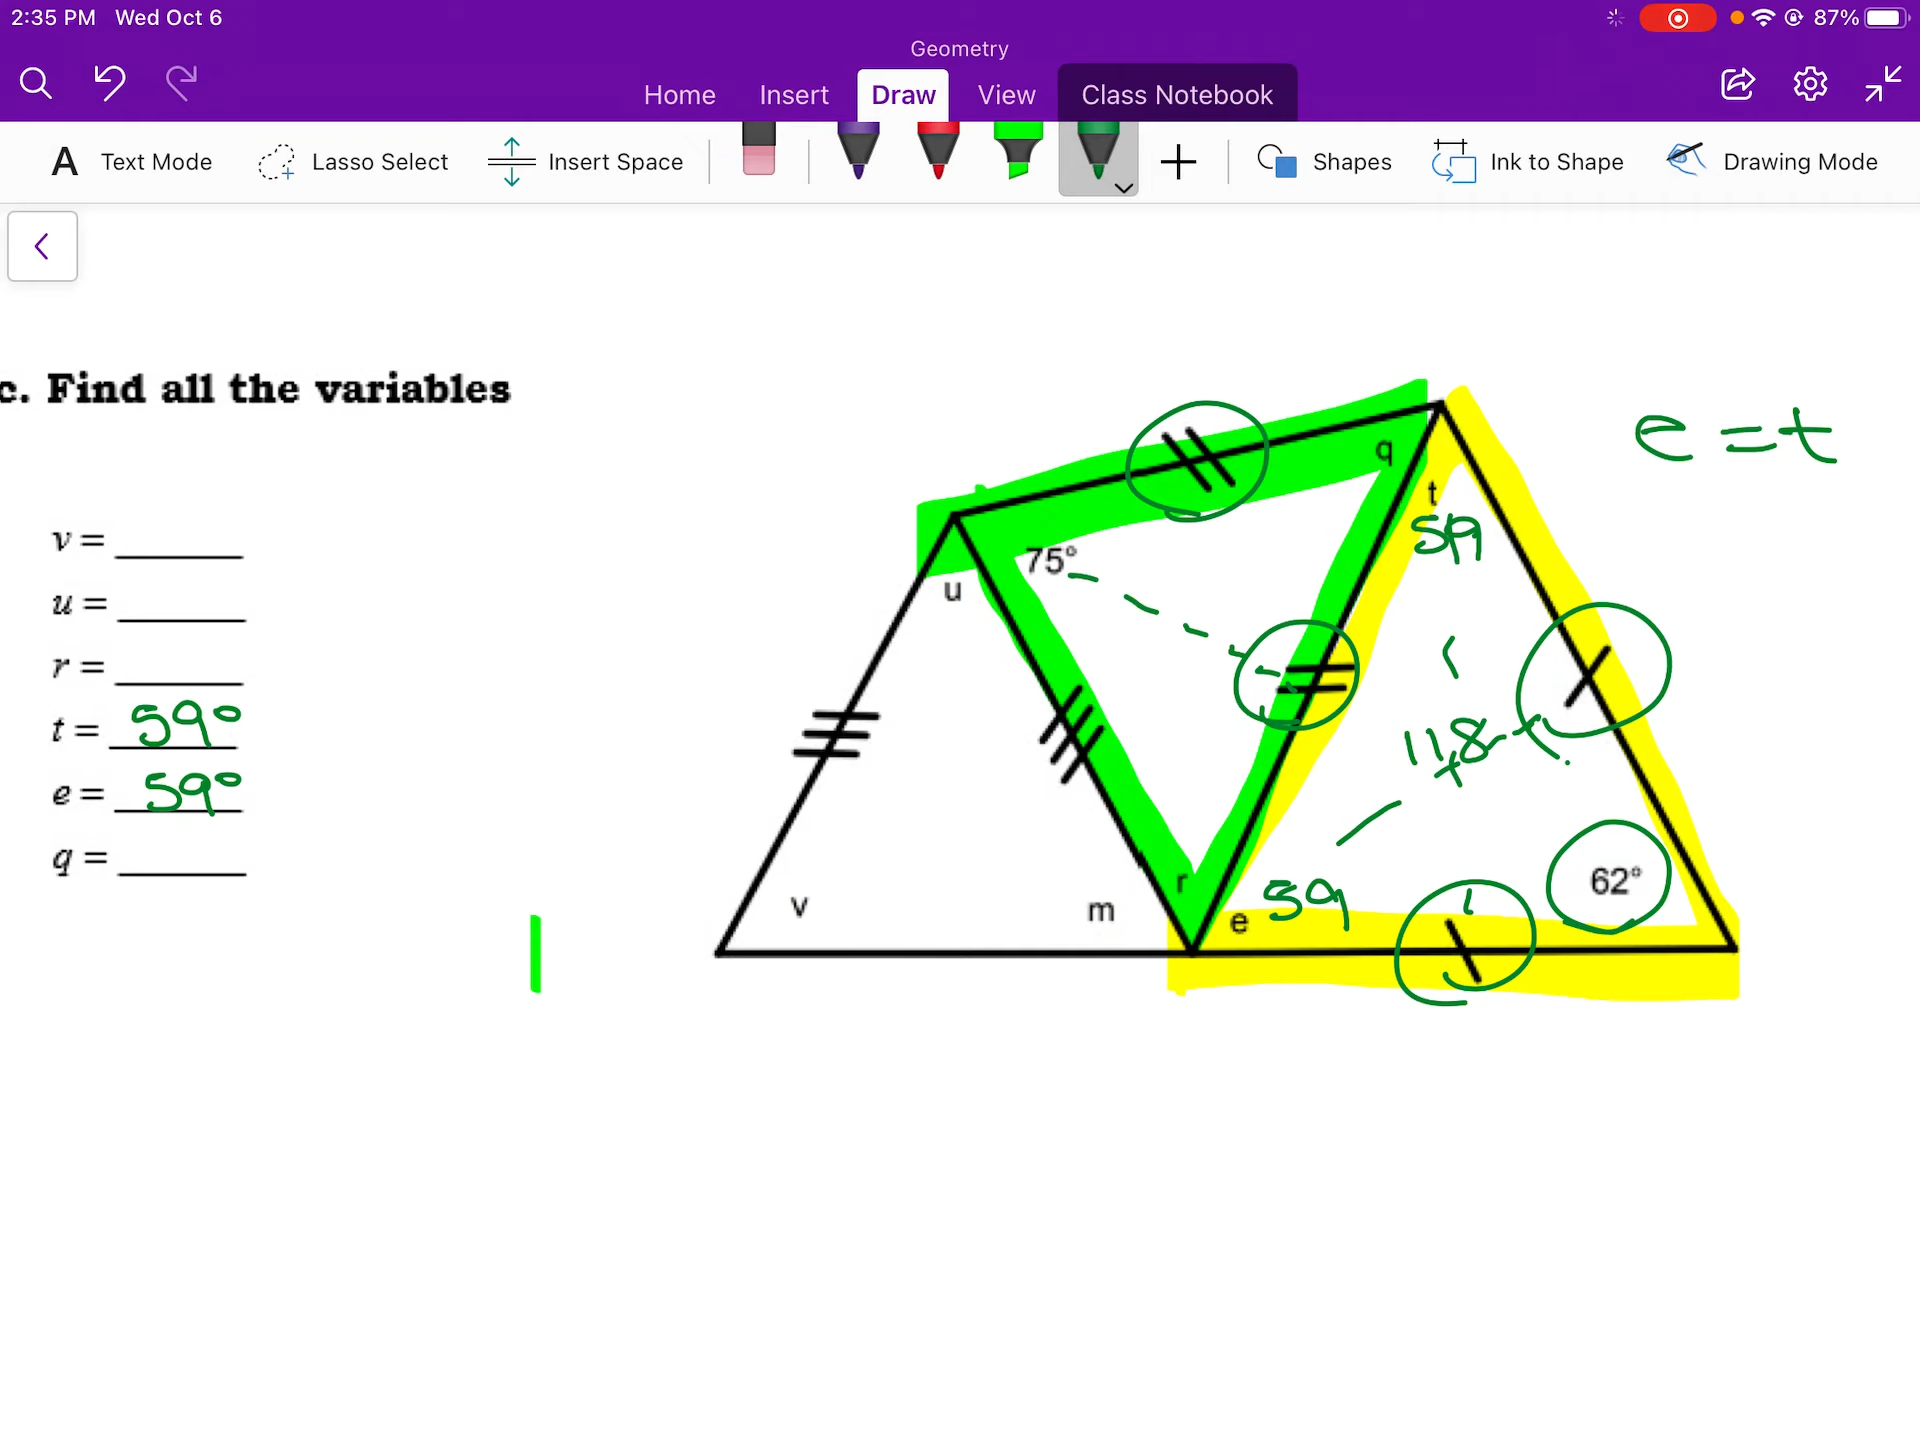 2:35 PM Wed Oct 6
87%
Geometry
Home Insert Draw View Class Notebook
A Text Mode Lasso Select Insert Space Shapes Ink to Shape Drawing Mode
c. Find all the variables
v =
u =
r =
t = 59°
e = 59°
q =
e = t
q
t
59
75°
u
118
r
62°
v
m
e
59